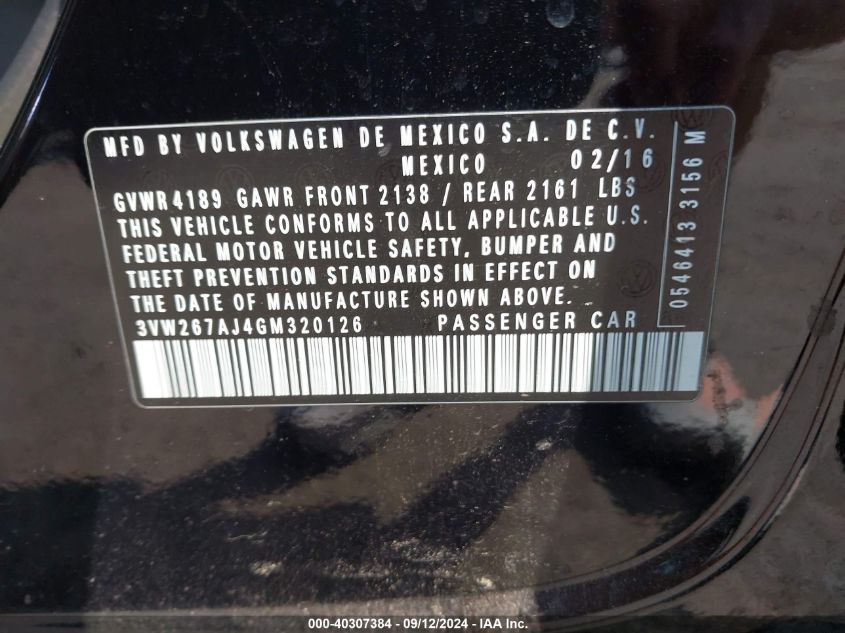 MFD BY VOLKSWAGEN DE MEXICO S.A. DE C.V.
MEXICO 02/16
GVWR 4189 GAWR FRONT 2138 / REAR 2161 LBS
THIS VEHICLE CONFORMS TO ALL APPLICABLE U.S.
FEDERAL MOTOR VEHICLE SAFETY, BUMPER AND
THEFT PREVENTION STANDARDS IN EFFECT ON
THE DATE OF MANUFACTURE SHOWN ABOVE.
3VW267AJ4GM320126 PASSENGER CAR
0546413 3156 M
000-40307384 - 09/12/2024 - IAA Inc.